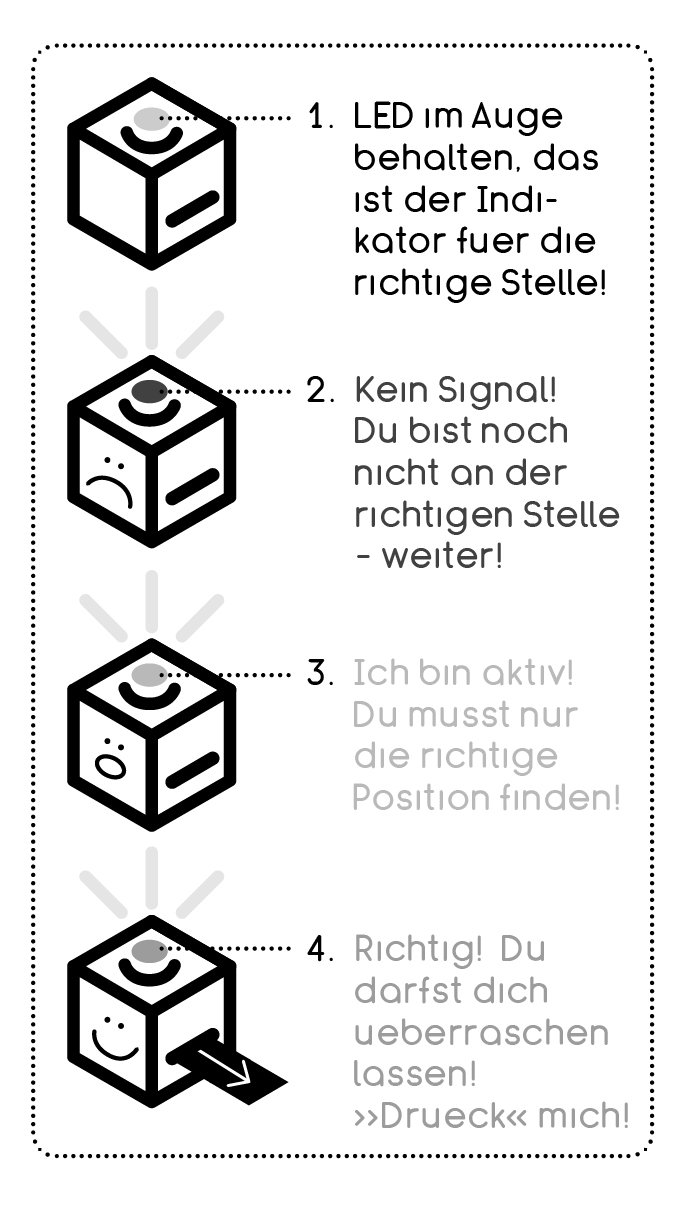 1. LED im Auge
behalten, das
ist der Indi-
kator fuer die
richtige Stelle!
2. Kein Signal!
Du bist noch
nicht an der
richtigen Stelle
- weiter!
3. Ich bin aktiv!
Du musst nur
die richtige
Position finden!
4. Richtig! Du
darfst dich
ueberraschen
lassen!
»Drueck« mich!